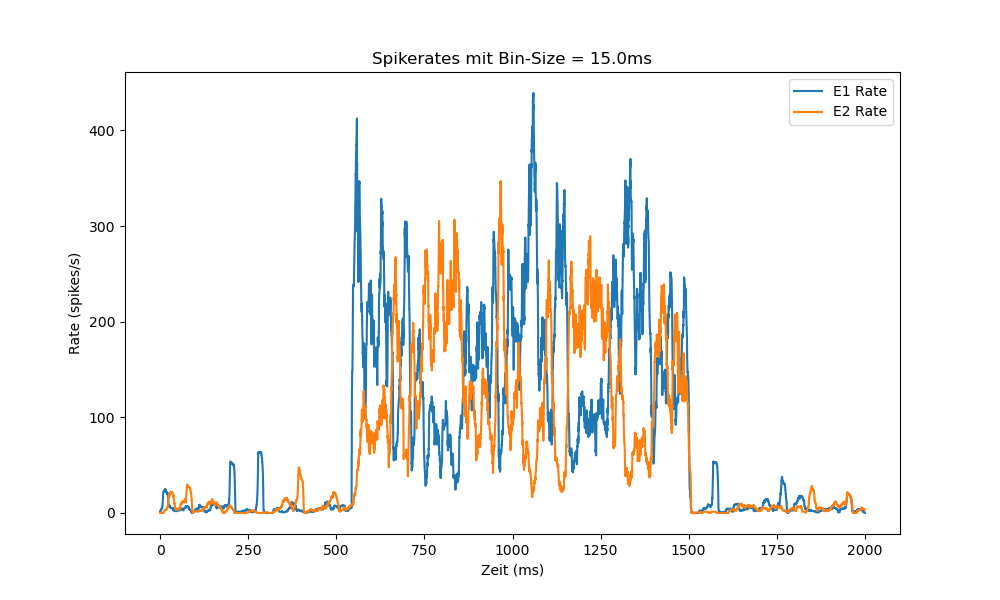 Spikerates mit Bin-Size = 15.0ms
E1 Rate
E2 Rate
400
300
200
100
0
Rate (spikes/s)
0 250 500 750 1000 1250 1500 1750 2000
Zeit (ms)